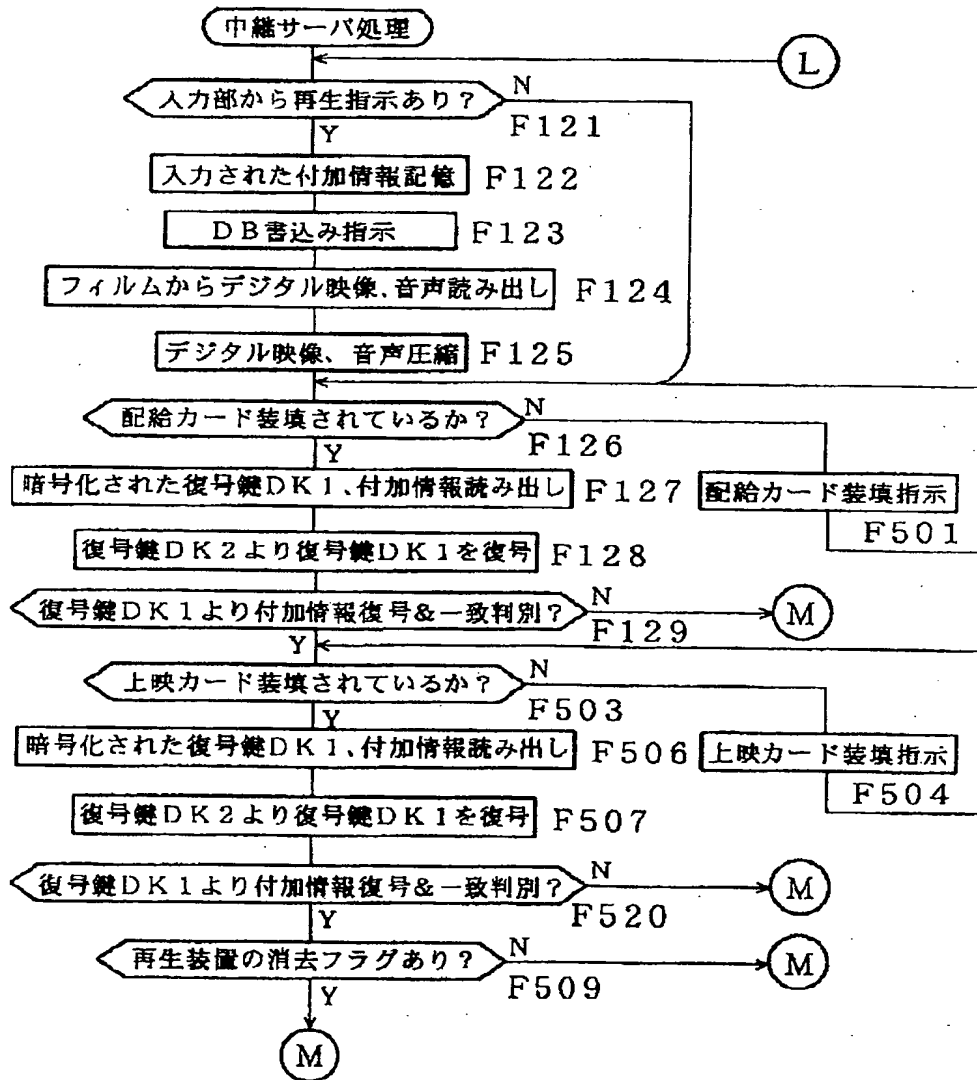 中継サーバ処理
L
入力部から再生指示あり？
N
F121
Y
入力された付加情報記憶
F122
DB書込み指示
F123
フィルムからデジタル映像、音声読み出し
F124
デジタル映像、音声圧縮
F125
配給カード装填されているか？
N
F126
Y
暗号化された復号鍵DK1、付加情報読み出し
F127
配給カード装填指示
F501
復号鍵DK2より復号鍵DK1を復号
F128
復号鍵DK1より付加情報復号&一致判別？
N
F129
M
Y
上映カード装填されているか？
N
F503
Y
暗号化された復号鍵DK1、付加情報読み出し
F506
上映カード装填指示
F504
復号鍵DK2より復号鍵DK1を復号
F507
復号鍵DK1より付加情報復号&一致判別？
N
F520
M
Y
再生装置の消去フラグあり？
N
F509
M
Y
M